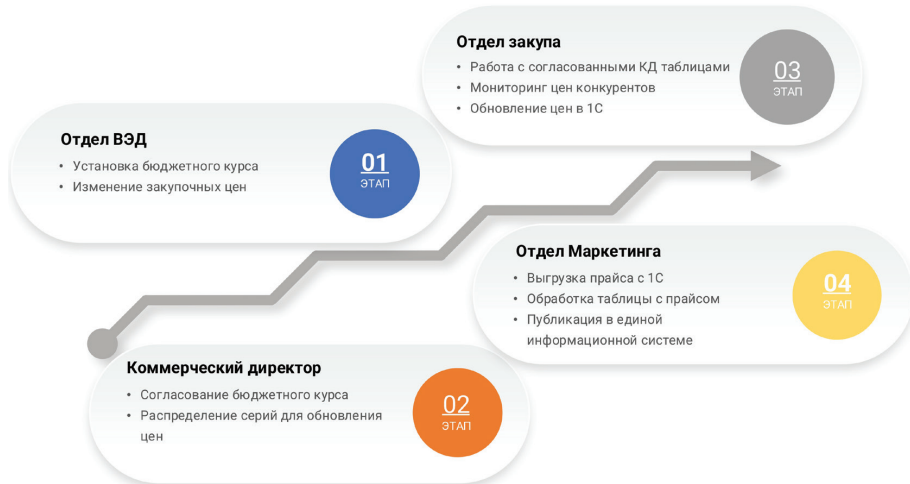 Отдел ВЭД
• Установка бюджетного курса
• Изменение закупочных цен
01
ЭТАП
Коммерческий директор
• Согласование бюджетного курса
• Распределение серий для обновления
цен
02
ЭТАП
Отдел закупа
• Работа с согласованными КД таблицами
• Мониторинг цен конкурентов
• Обновление цен в 1С
03
ЭТАП
Отдел Маркетинга
• Выгрузка прайса с 1С
• Обработка таблицы с прайсом
• Публикация в единой
информационной системе
04
ЭТАП